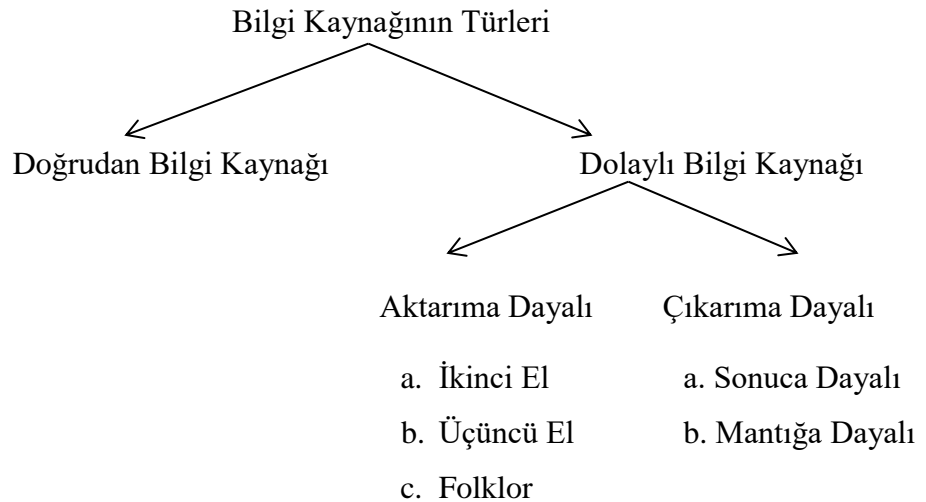 Bilgi Kaynağının Türleri
Doğrudan Bilgi Kaynağı
Dolaylı Bilgi Kaynağı
Aktarıma Dayalı
a. İkinci El
b. Üçüncü El
c. Folklor
Çıkarıma Dayalı
a. Sonuca Dayalı
b. Mantığa Dayalı